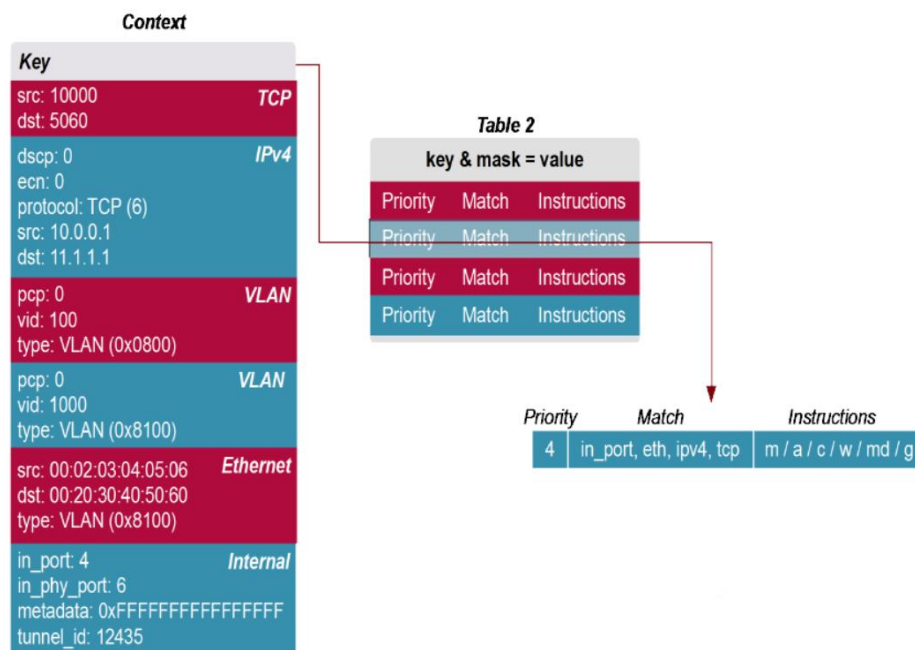 Context
Key
src: 10000 TCP
dst: 5060
dscp: 0 IPv4
ecn: 0
protocol: TCP (6)
src: 10.0.0.1
dst: 11.1.1.1
pcp: 0 VLAN
vid: 100
type: VLAN (0x0800)
pcp: 0 VLAN
vid: 1000
type: VLAN (0x8100)
src: 00:02:03:04:05:06 Ethernet
dst: 00:20:30:40:50:60
type: VLAN (0x8100)
in_port: 4 Internal
in_phy_port: 6
metadata: 0xFFFFFFFFFFFFFFFF
tunnel_id: 12435
Table 2
key & mask = value
Priority Match Instructions
Priority Match Instructions
Priority Match Instructions
Priority Match Instructions
Priority Match Instructions
4 in_port, eth, ipv4, tcp m / a / c / w / md / g